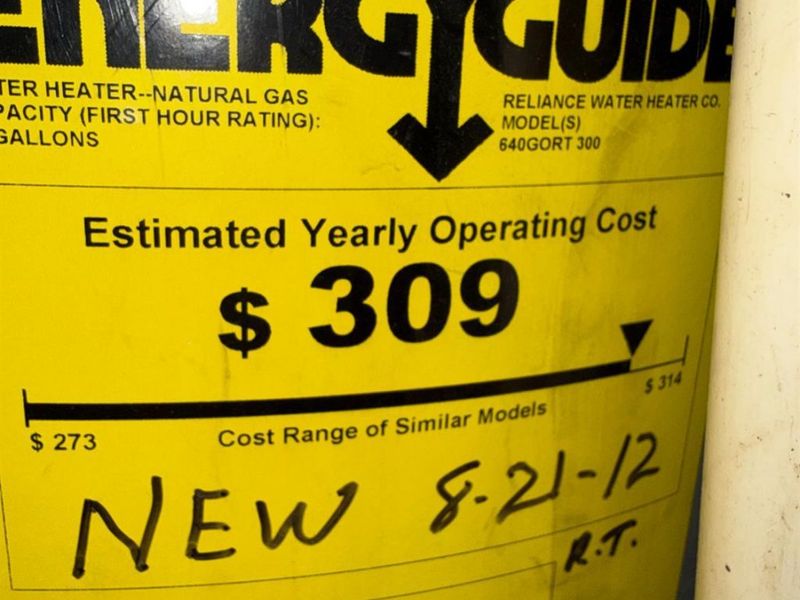 ENERGYGUIDE
TER HEATER--NATURAL GAS
PACITY (FIRST HOUR RATING):
GALLONS
RELIANCE WATER HEATER CO.
MODEL(S)
640GORT 300
Estimated Yearly Operating Cost
$ 309
$ 273
Cost Range of Similar Models
$ 314
NEW 8-21-12
R.T.